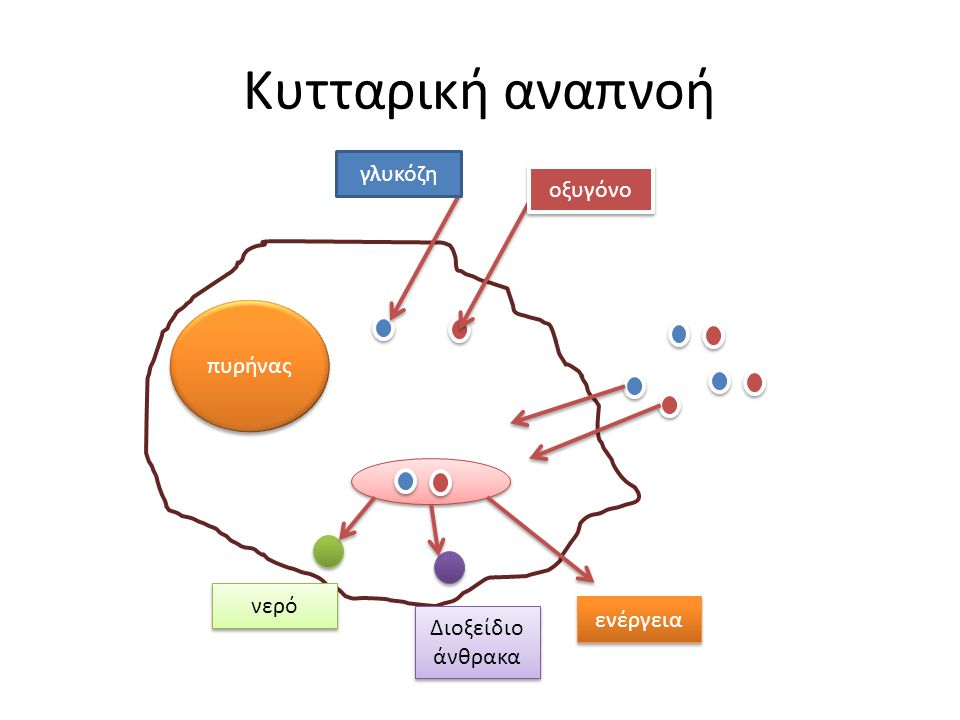 Κυτταρική αναπνοή
γλυκόζη
οξυγόνο
πυρήνας
νερό
Διοξείδιο
άνθρακα
ενέργεια